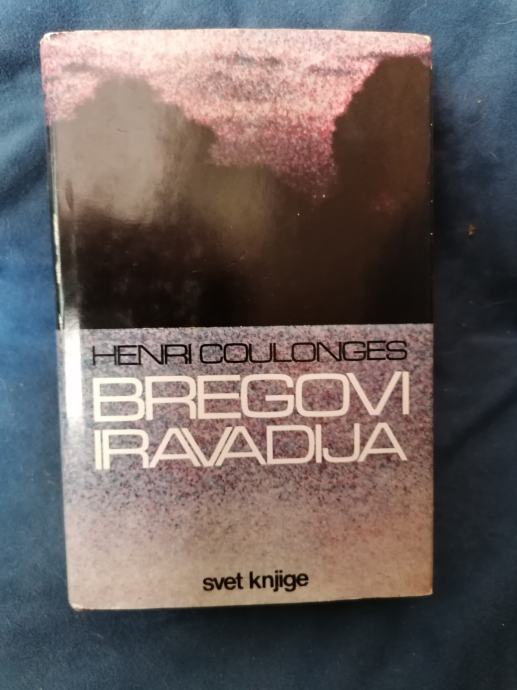 HENRI COULONGES
BREGOVI
IRAVADIJA
svet knjige